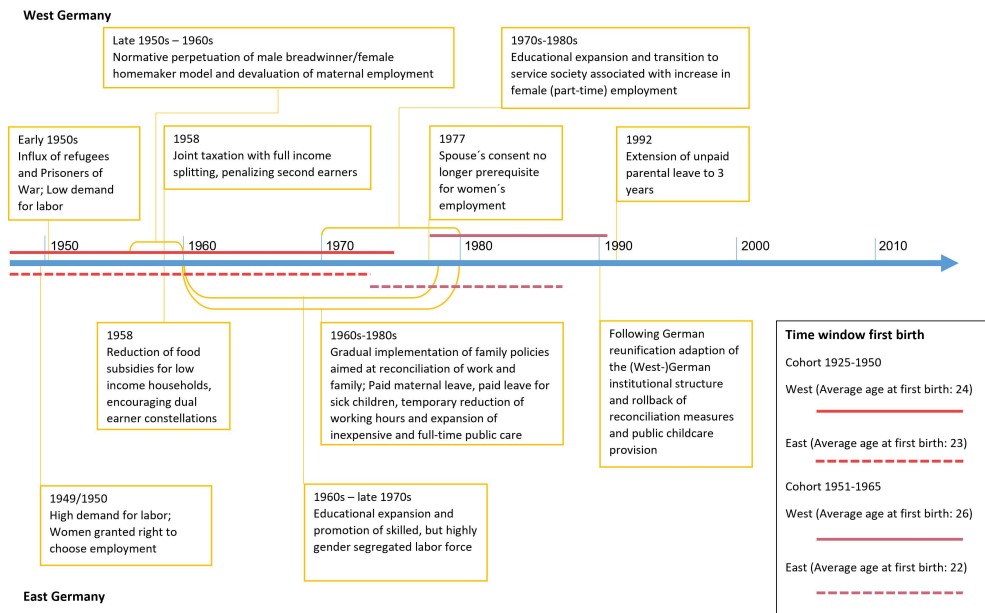 West Germany
Late 1950s – 1960s
Normative perpetuation of male breadwinner/female
homemaker model and devaluation of maternal employment
1970s-1980s
Educational expansion and transition to
service society associated with increase in
female (part-time) employment
Early 1950s
Influx of refugees
and Prisoners of
War; Low demand
for labor
1958
Joint taxation with full income
splitting, penalizing second earners
1977
Spouse´s consent no
longer prerequisite
for women´s
employment
1992
Extension of unpaid
parental leave to 3
years
1950
1960
1970
1980
1990
2000
2010
1958
Reduction of food
subsidies for low
income households,
encouraging dual
earner constellations
1960s-1980s
Gradual implementation of family policies
aimed at reconciliation of work and
family; Paid maternal leave, paid leave for
sick children, temporary reduction of
working hours and expansion of
inexpensive and full-time public care
Following German
reunification adaption of
the (West-)German
institutional structure
and rollback of
reconciliation measures
and public childcare
provision
1949/1950
High demand for labor;
Women granted right to
choose employment
1960s – late 1970s
Educational expansion and
promotion of skilled, but highly
gender segregated labor force
East Germany
Time window first birth
Cohort 1925-1950
West (Average age at first birth: 24)
East (Average age at first birth: 23)
Cohort 1951-1965
West (Average age at first birth: 26)
East (Average age at first birth: 22)